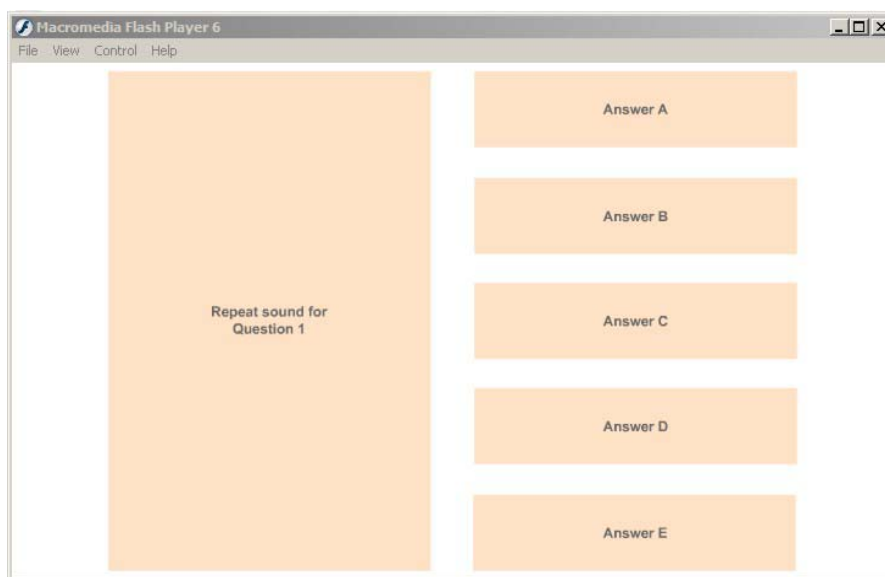 Macromedia Flash Player 6
File View Control Help
Repeat sound for
Question 1
Answer A
Answer B
Answer C
Answer D
Answer E